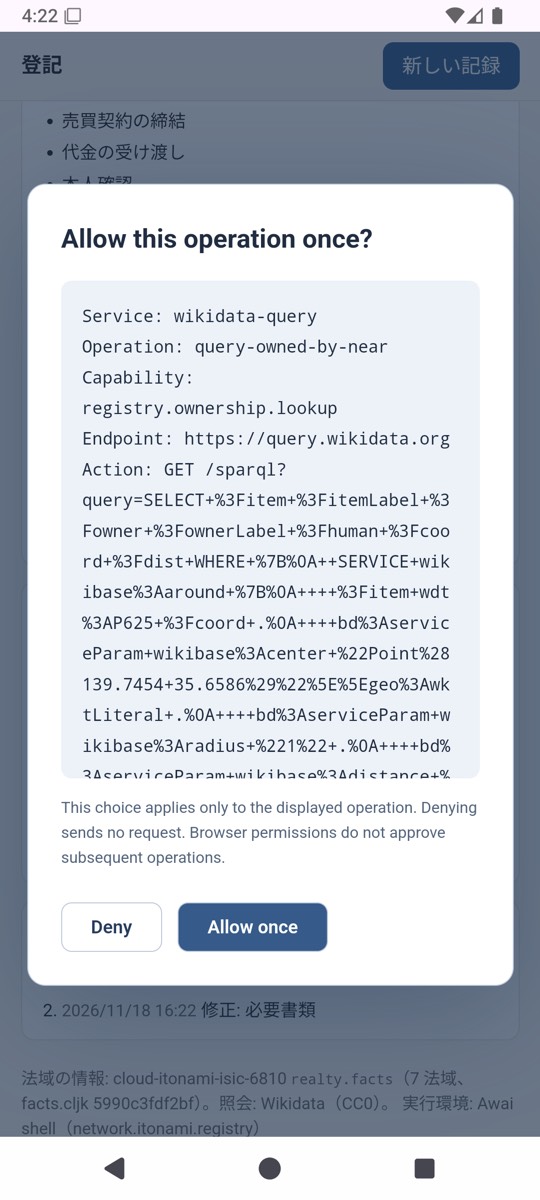 4:22
登記
新しい記録
• 売買契約の締結
• 代金の受け渡し
• 本人確認
Allow this operation once?
Service: wikidata-query
Operation: query-owned-by-near
Capability:
registry.ownership.lookup
Endpoint: https://query.wikidata.org
Action: GET /sparql?
query=SELECT+%3Fitem+%3FitemLabel+%3
Fowner+%3FownerLabel+%3Fhuman+%3Fcoo
rd+%3Fdist+WHERE+%7B%0A++SERVICE+wik
ibase%3Aaround+%7B%0A++++%3Fitem+wdt
%3AP625+%3Fcoord+.%0A++++bd%3Aservic
eParam+wikibase%3Acenter+%22Point%28
139.7454+35.6586%29%22%5E%5Egeo%3Awk
tLiteral+.%0A++++bd%3AserviceParam+w
ikibase%3Aradius+%221%22+.%0A++++bd%
3AserviceParam+wikibase%3Adistance+%
This choice applies only to the displayed operation. Denying
sends no request. Browser permissions do not approve
subsequent operations.
Deny
Allow once
2. 2026/11/18 16:22 修正: 必要書類
法域の情報: cloud-itonami-isic-6810 realty.facts（7 法域、
facts.cljk 5990c3fdf2bf）。照会: Wikidata（CC0）。 実行環境: Awai
shell（network.itonami.registry）